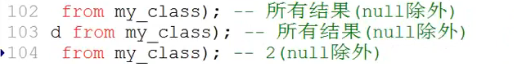 102 from my_class); -- 所有结果(null除外)
103 d from my_class); -- 所有结果(null除外)
104 from my_class); -- 2(null除外)